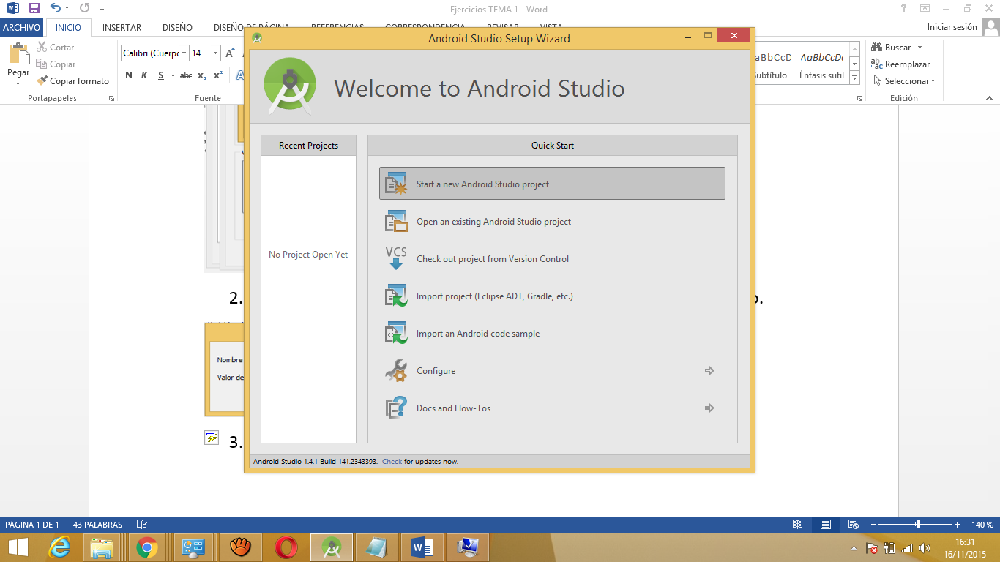 Ejercicios TEMA 1 - Word
ARCHIVO INICIO INSERTAR DISEÑO DISEÑO DE PÁGINA REFERENCIAS CORRESPONDENCIA REVISAR VISTA
Iniciar sesión
Android Studio Setup Wizard
Pegar
Cortar
Copiar
Copiar formato
Portapapeles
Calibri (Cuerpo 14 A
N K S abc x₂ x²
Fuente
AaBbCcD AaBbCcDc
Subtítulo Énfasis sutil
Buscar
Reemplazar
Seleccionar
Edición
Welcome to Android Studio
Recent Projects
No Project Open Yet
Quick Start
Start a new Android Studio project
Open an existing Android Studio project
VCS
Check out project from Version Control
Import project (Eclipse ADT, Gradle, etc.)
Import an Android code sample
Configure
Docs and How-Tos
Android Studio 1.4.1 Build 141.2343393. Check for updates now.
2.
Nombre
Valor de
3.
PÁGINA 1 DE 1 43 PALABRAS
140 %
16:31
16/11/2015